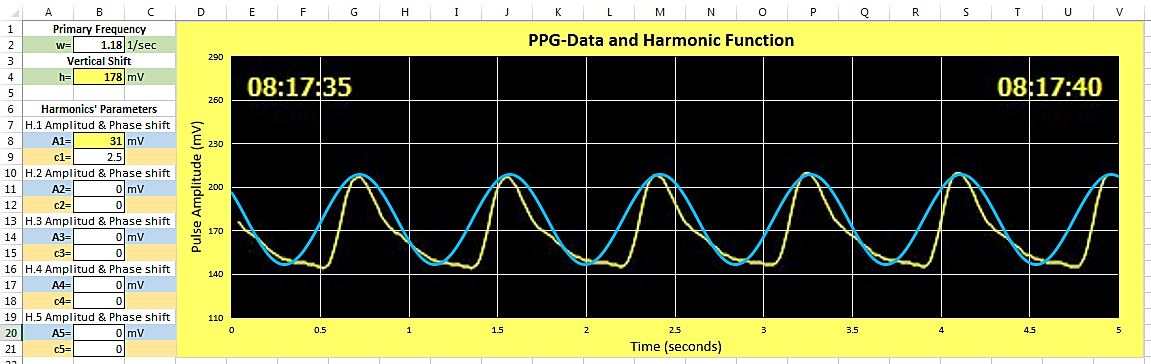 A B C D E F G H I J K L M N O P Q R S T U V
1 Primary Frequency
2 w= 1.18 1/sec
3 Vertical Shift
4 h= 178 mV
5
6 Harmonics' Parameters
7 H.1 Amplitud & Phase shift
8 A1= 31 mV
9 c1= 2.5
10 H.2 Amplitud & Phase shift
11 A2= 0 mV
12 c2= 0
13 H.3 Amplitud & Phase shift
14 A3= 0 mV
15 c3= 0
16 H.4 Amplitud & Phase shift
17 A4= 0 mV
18 c4= 0
19 H.5 Amplitud & Phase shift
20 A5= 0 mV
21 c5= 0
PPG-Data and Harmonic Function
08:17:35 08:17:40
Pulse Amplitude (mV)
290
260
230
200
170
140
110
0 0.5 1 1.5 2 2.5 3 3.5 4 4.5 5
Time (seconds)